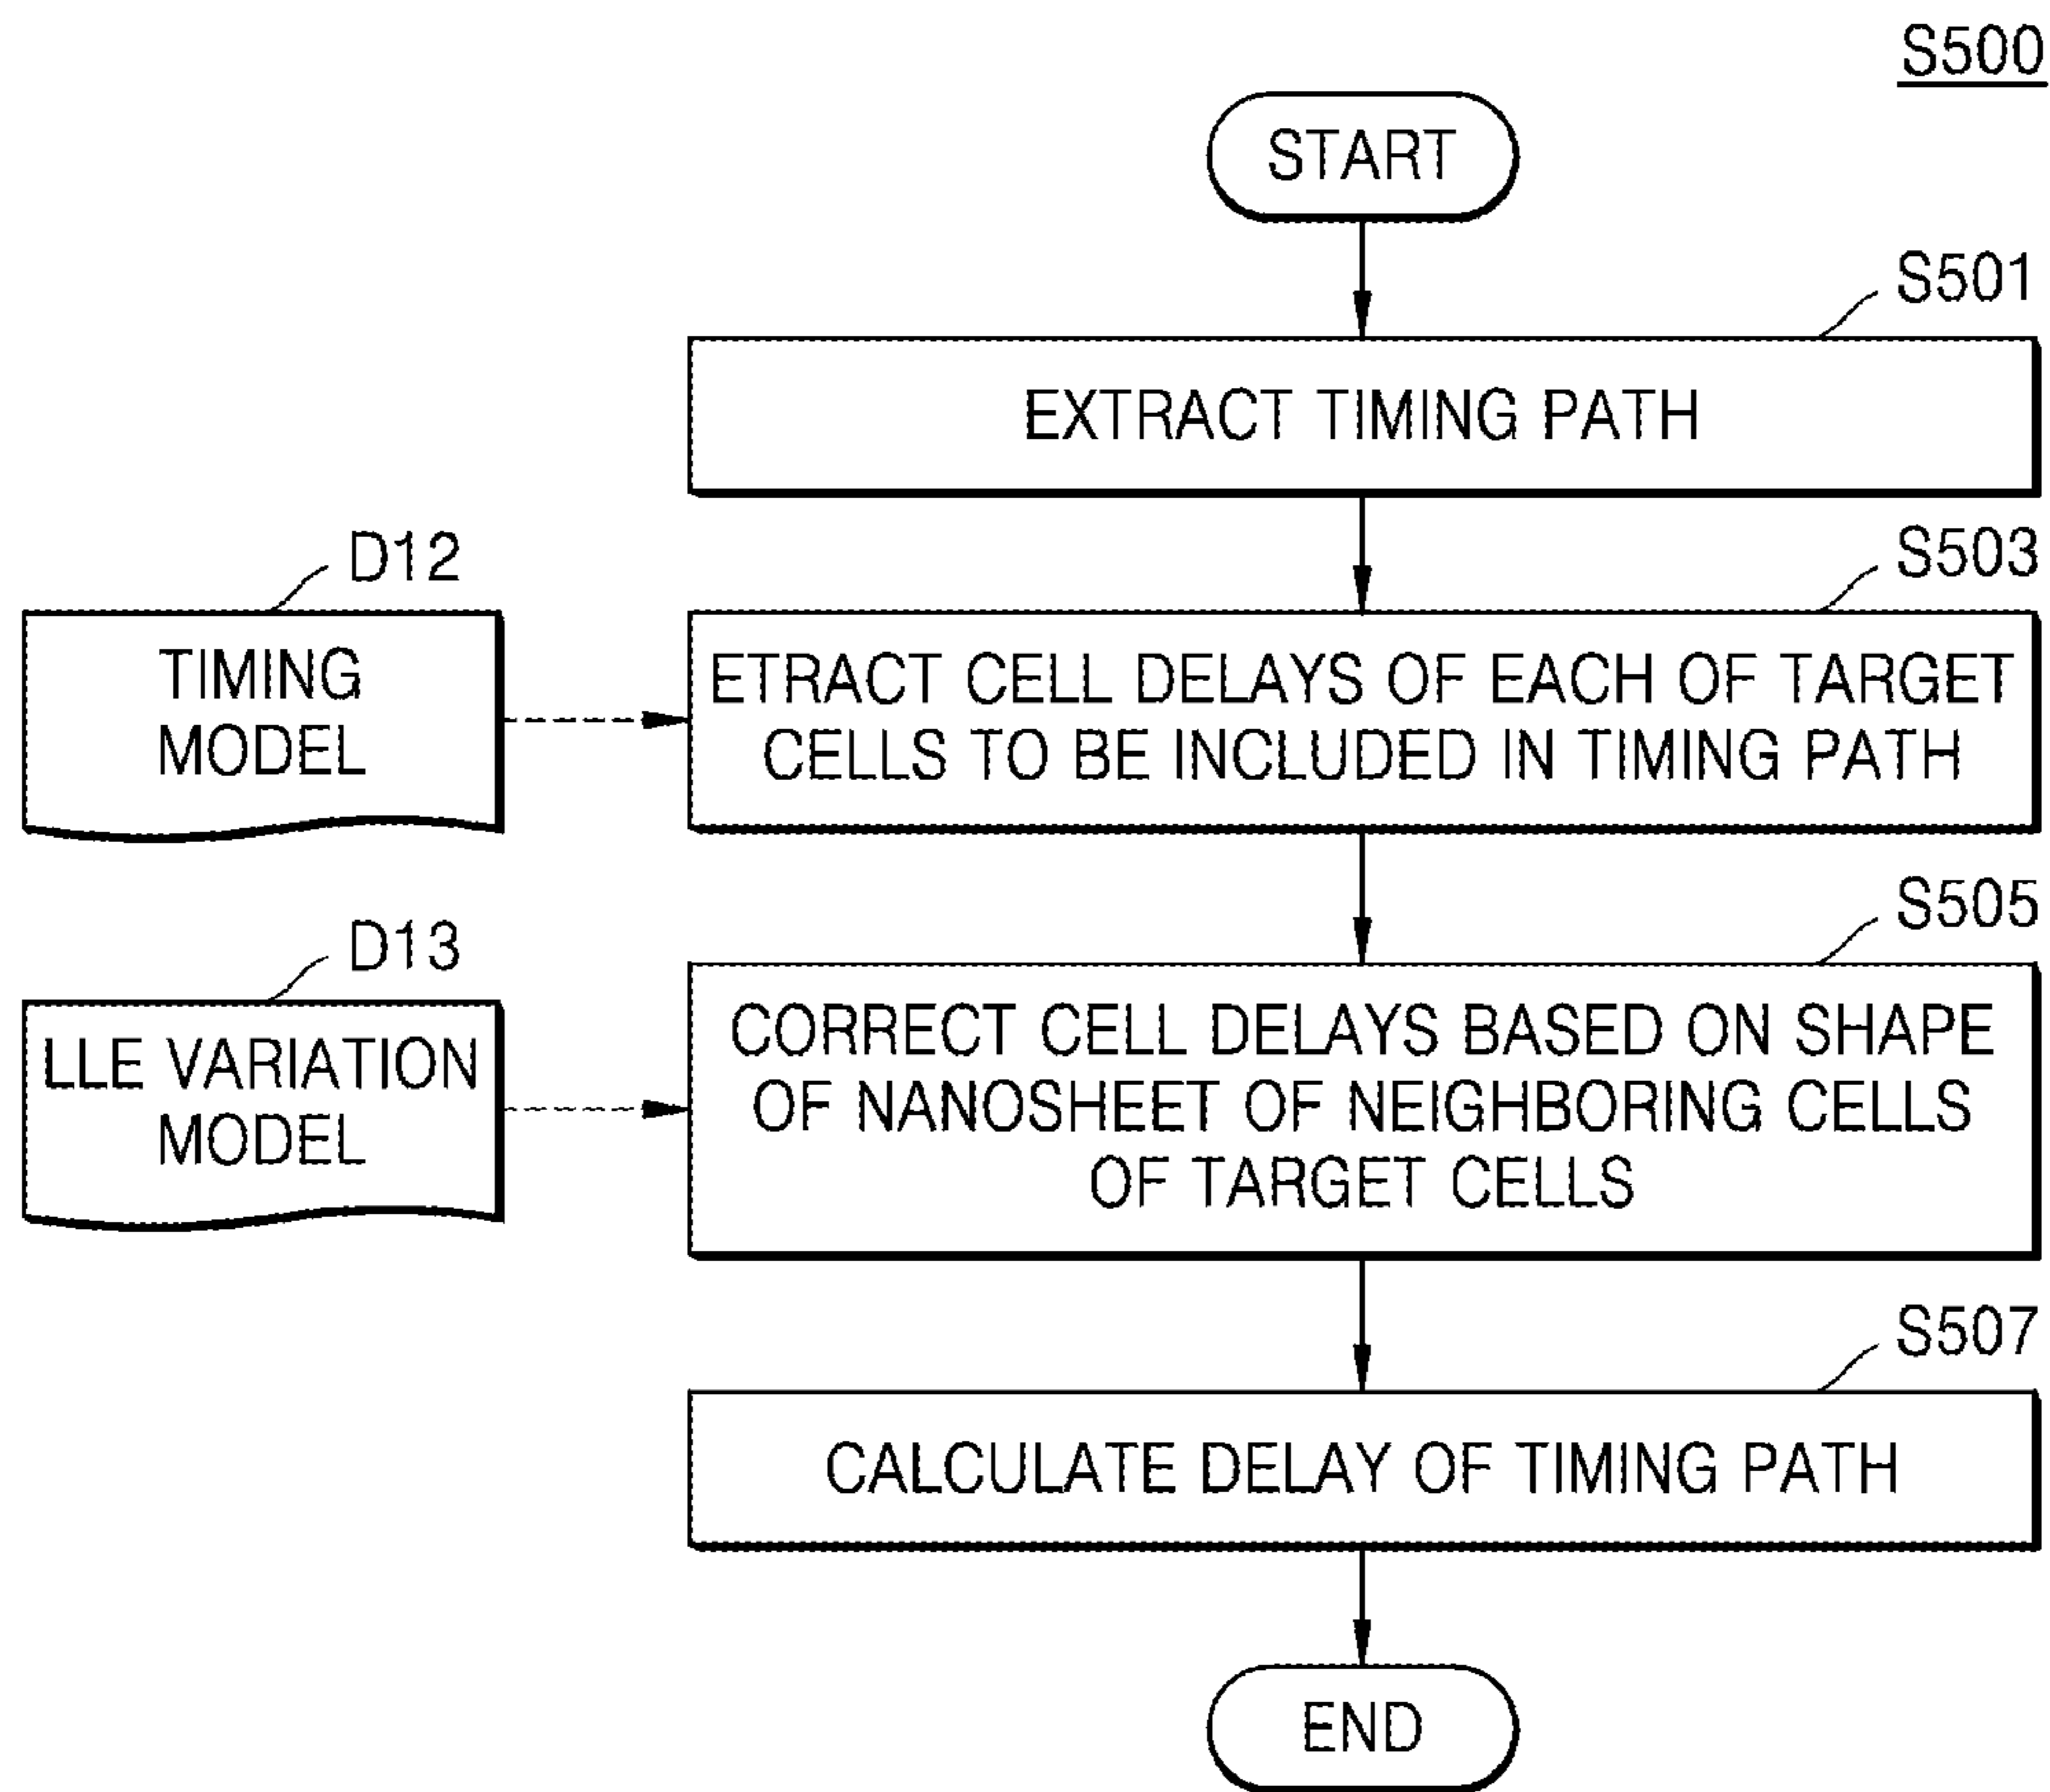 S500
START
S501
EXTRACT TIMING PATH
D12
S503
TIMING
MODEL
ETRACT CELL DELAYS OF EACH OF TARGET
CELLS TO BE INCLUDED IN TIMING PATH
D13
S505
LLE VARIATION
MODEL
CORRECT CELL DELAYS BASED ON SHAPE
OF NANOSHEET OF NEIGHBORING CELLS
OF TARGET CELLS
S507
CALCULATE DELAY OF TIMING PATH
END